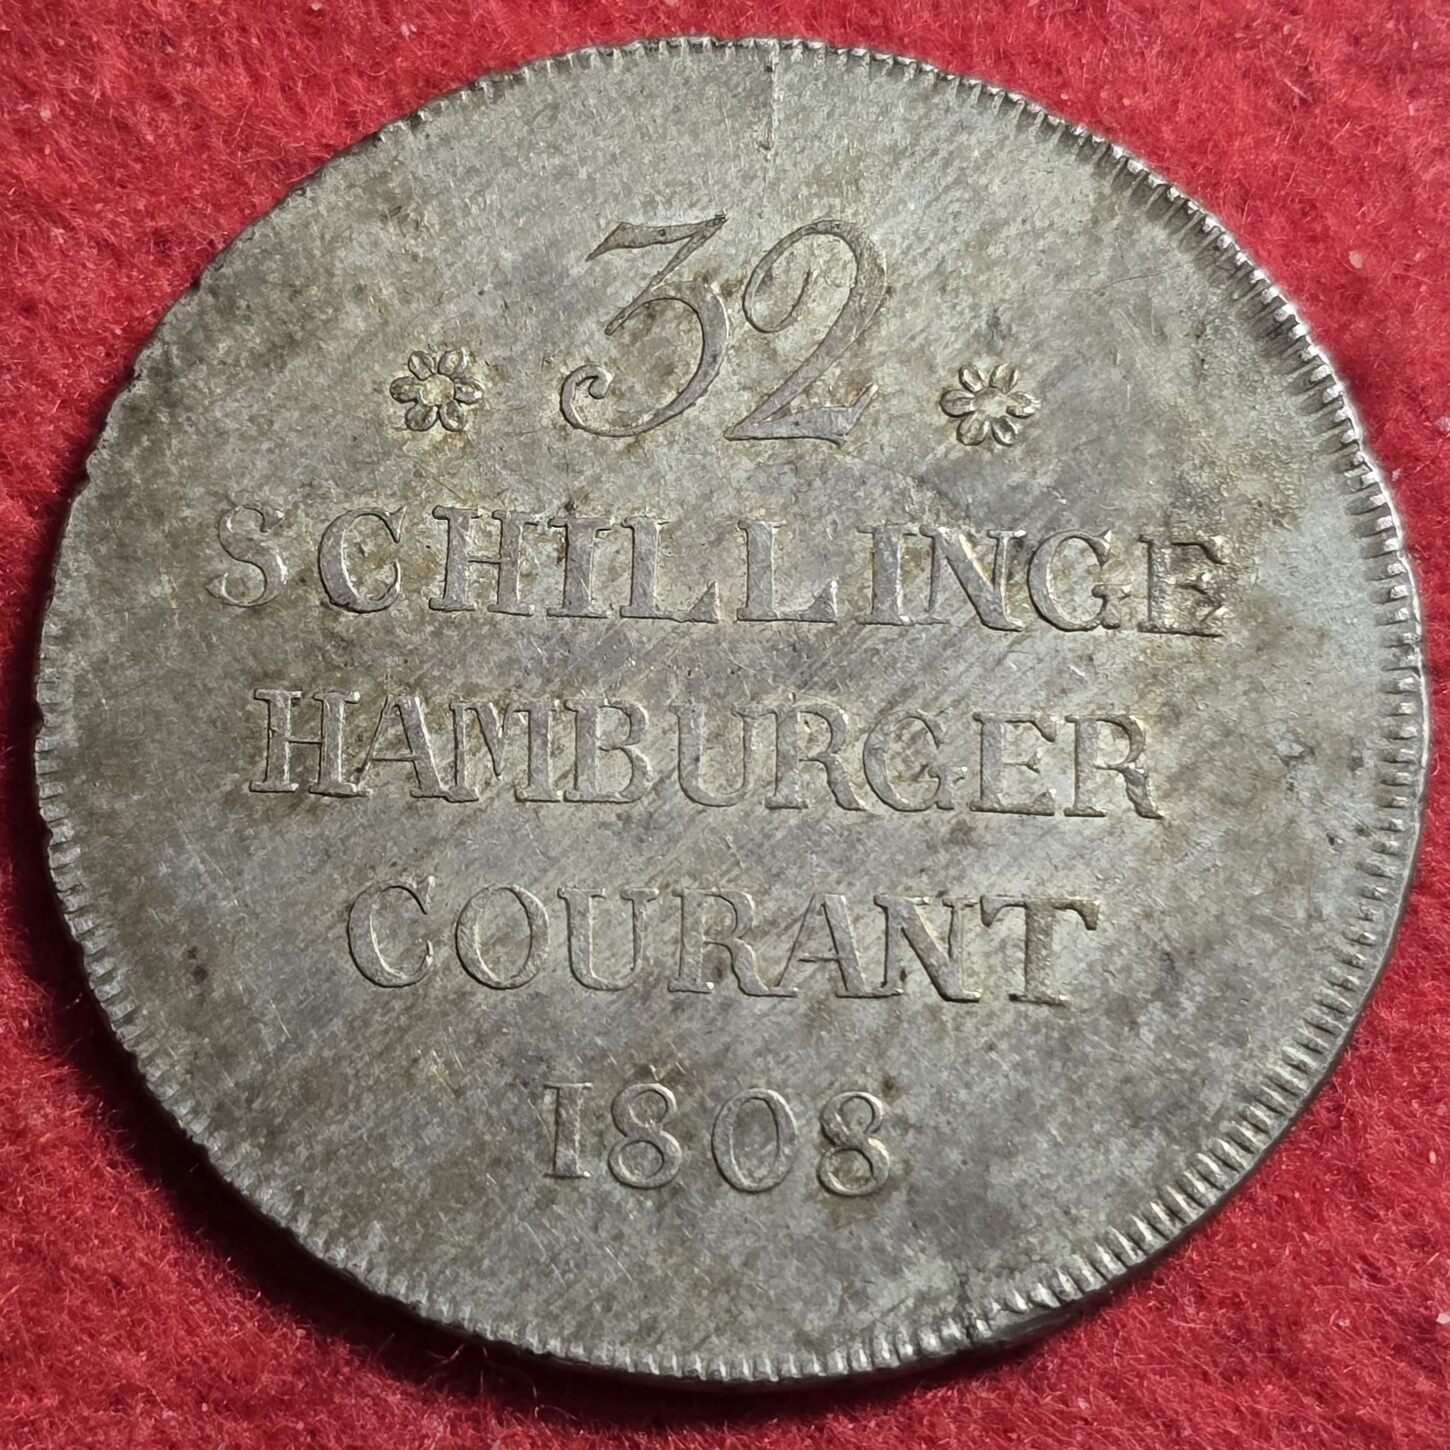 32
SCHILLINGE
HAMBURGER
COURANT
1808